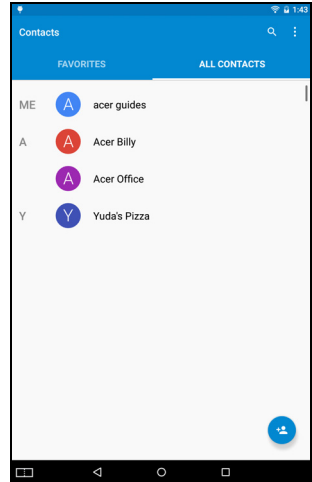 1:43
Contacts
FAVORITES ALL CONTACTS
ME A acer guides
A A Acer Billy
A Acer Office
Y Y Yuda's Pizza